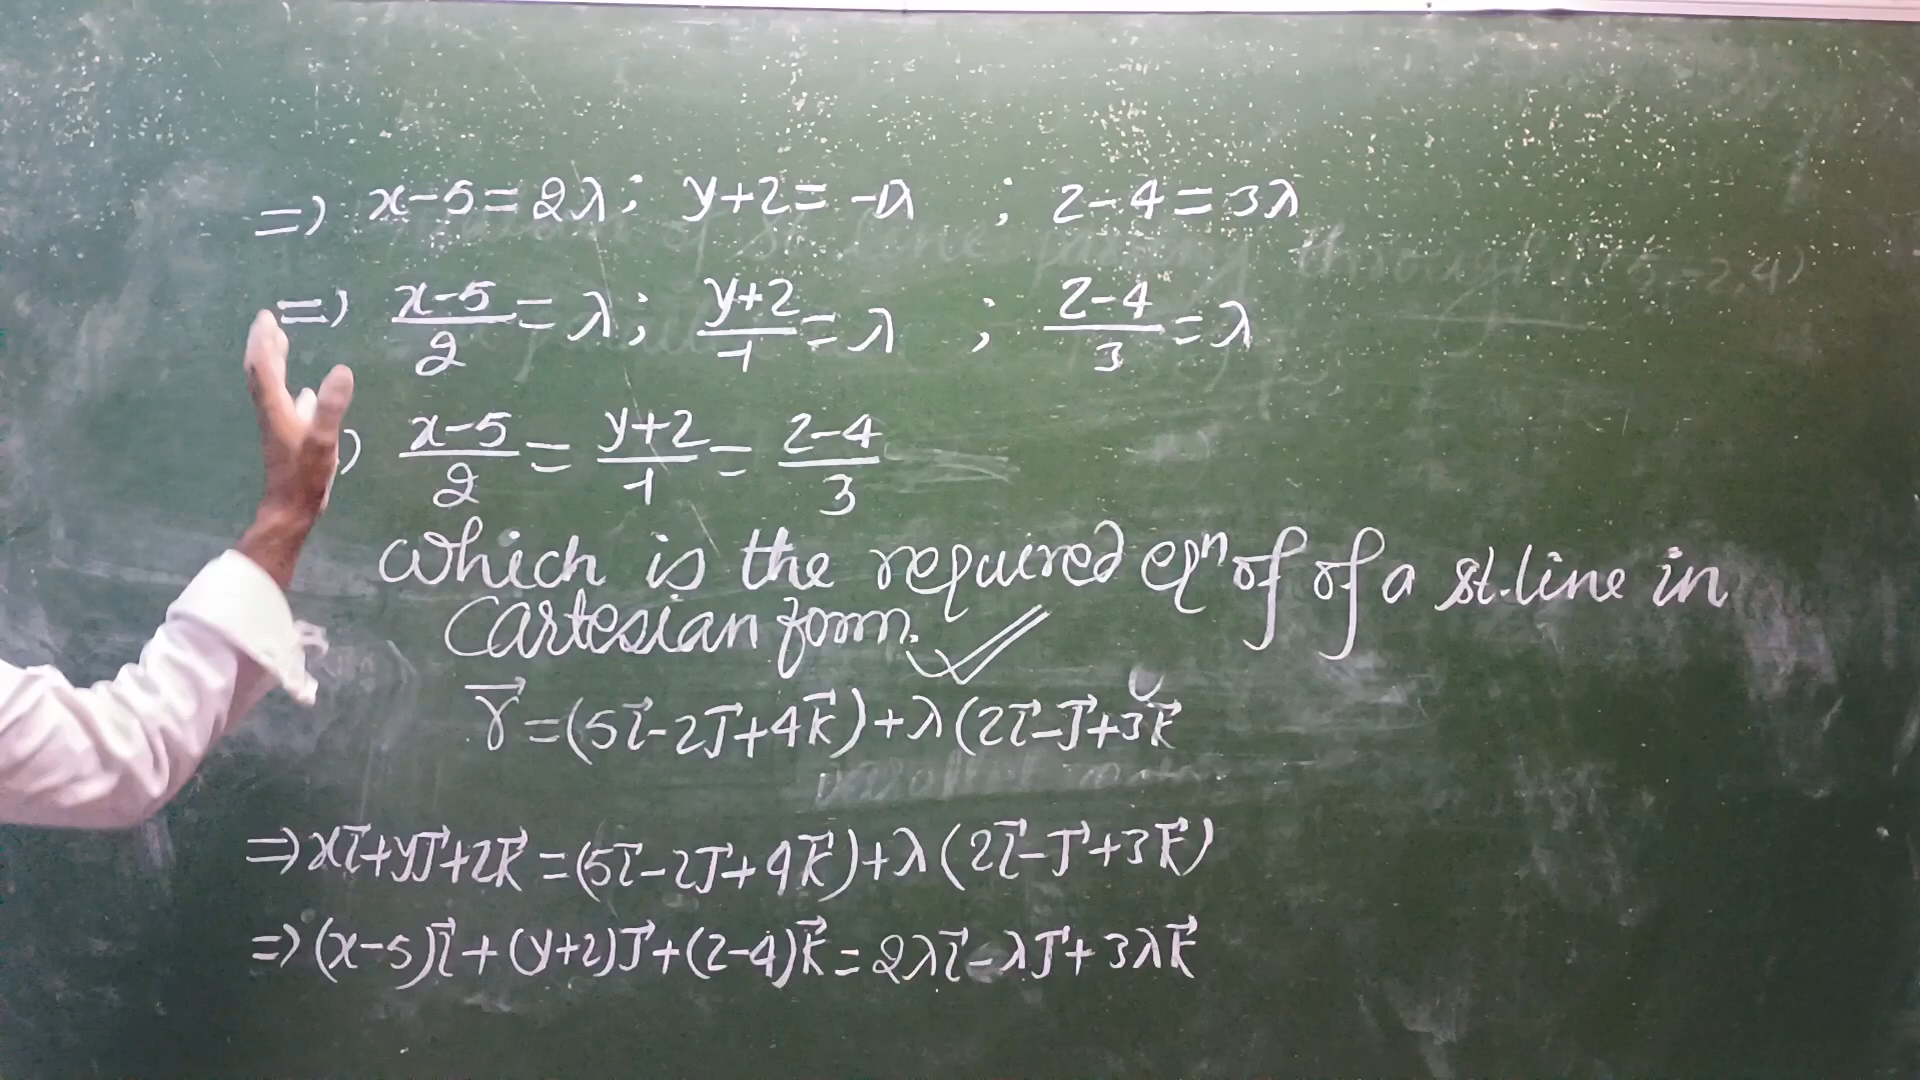 =) x-5=2λ; y+2= -1λ ; z-4=3λ
=) x-5/2 = λ; y+2/-1 = λ ; z-4/3 = λ
) x-5/2 = y+2/-1 = z-4/3
which is the required eqⁿ of of a st.line in
Cartesian form.
r⃗ =(5i⃗-2j⃗+4k⃗)+λ(2i⃗-j⃗+3k⃗
=> xi⃗+yj⃗+zk⃗ =(5i⃗-2j⃗+4k⃗)+λ(2i⃗-j⃗+3k⃗)
=> (x-5)i⃗+(y+2)j⃗+(z-4)k⃗ = 2λi⃗-λj⃗+3λk⃗